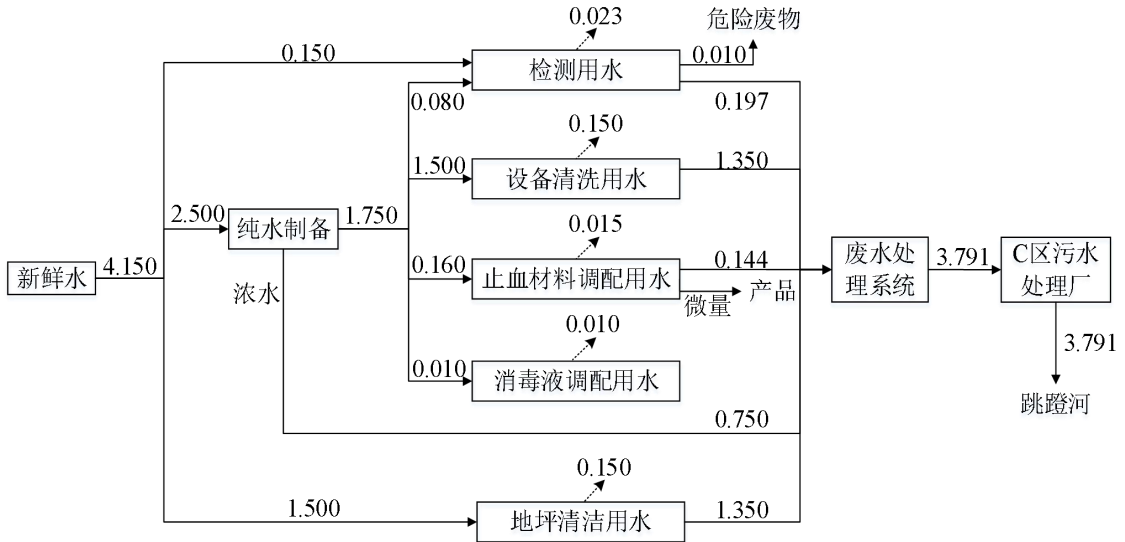 0.023
危险废物
0.150
检测用水
0.010
0.080
0.197
0.150
1.500
设备清洗用水
1.350
2.500
纯水制备
1.750
0.015
新鲜水
4.150
0.160
止血材料调配用水
0.144
废水处
理系统
3.791
C区污水
处理厂
浓水
微量
产品
0.010
0.010
消毒液调配用水
3.791
跳蹬河
0.750
0.150
1.500
地坪清洁用水
1.350